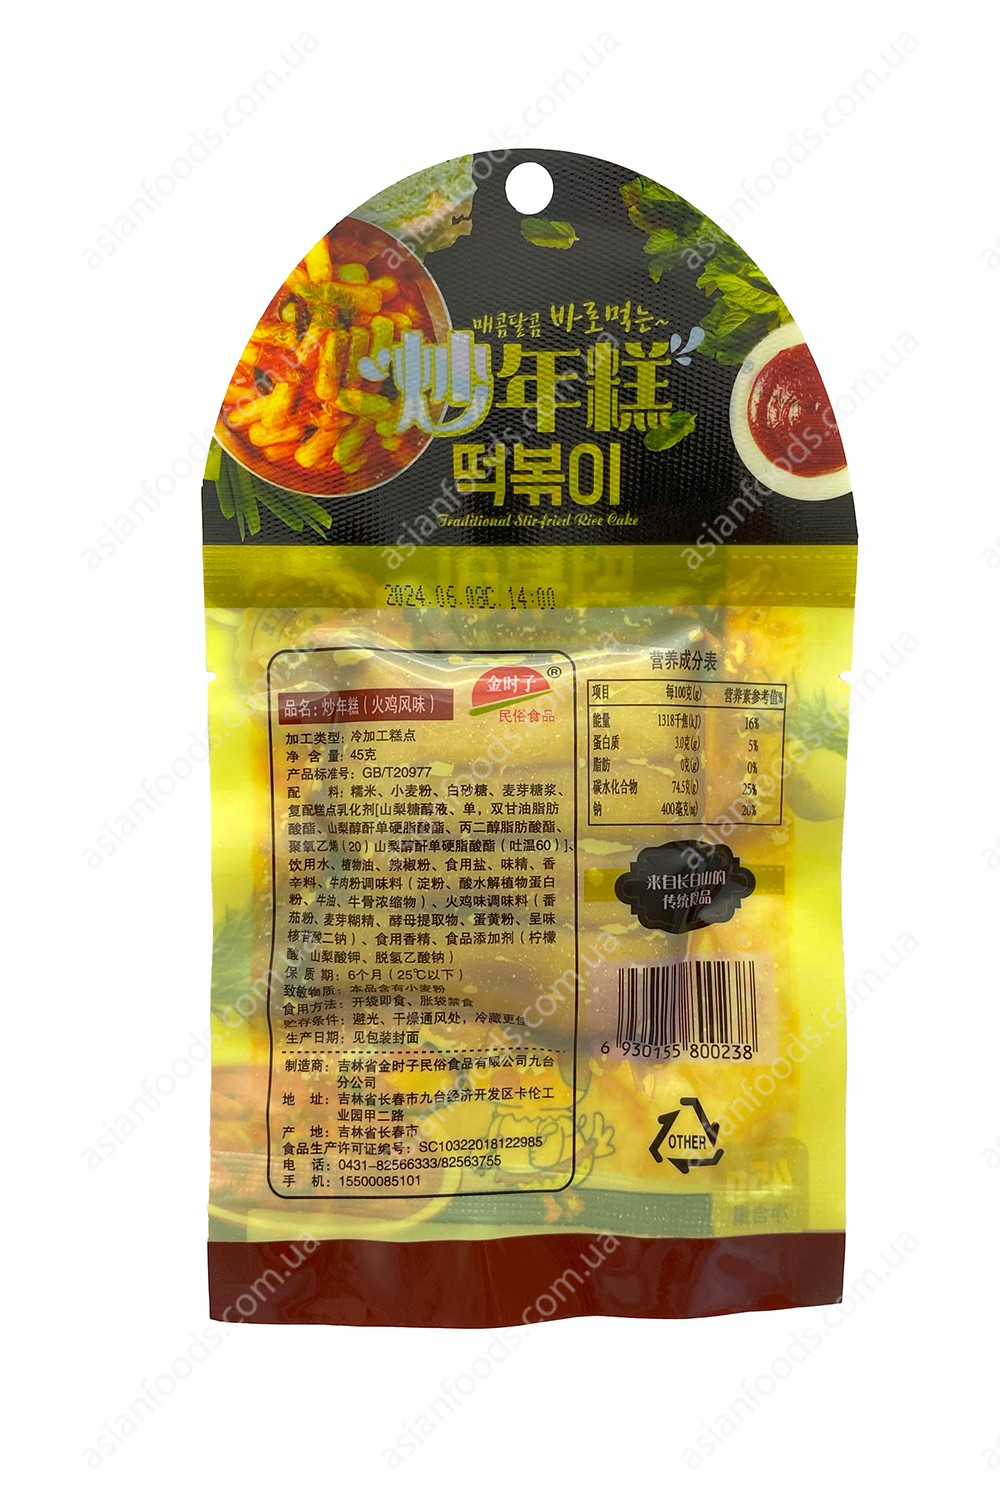 매콤달콤 바로먹는~
炒年糕
떡볶이
Traditional Stir-fried Rice Cake
2024.06.08C. 14:00
金时子®
民俗食品
品名：炒年糕（火鸡风味）
加工类型：冷加工糕点
净 含 量：45克
产品标准号：GB/T20977
配 料：糯米、小麦粉、白砂糖、麦芽糖浆、
复配糕点乳化剂[山梨糖醇液、单，双甘油脂肪
酸酯、山梨醇酐单硬脂酸酯、丙二醇脂肪酸酯、
聚氧乙烯（20）山梨醇酐单硬脂酸酯（吐温60）]、
饮用水、植物油、辣椒粉、食用盐、味精、香
辛料、牛肉粉调味料（淀粉、酸水解植物蛋白
粉、牛油、牛骨浓缩物）、火鸡味调味料（番
茄粉、麦芽糊精、酵母提取物、蛋黄粉、呈味
核苷酸二钠）、食用香精、食品添加剂（柠檬
酸、山梨酸钾、脱氢乙酸钠）
保 质 期：6个月（25℃以下）
致敏物质：本品含有小麦粉
食用方法：开袋即食、胀袋禁食
贮存条件：避光、干燥通风处，冷藏更佳
生产日期：见包装封面
制造商：吉林省金时子民俗食品有限公司九台
分公司
地 址：吉林省长春市九台经济开发区卡伦工
业园甲二路
产 地：吉林省长春市
食品生产许可证编号：SC10322018122985
电 话：0431-82566333/82563755
手 机：15500085101
营养成分表
项目 每100克(g) 营养素参考值%
能量 1318千焦(kJ) 16%
蛋白质 3.0克(g) 5%
脂肪 0克(g) 0%
碳水化合物 74.5克(g) 25%
钠 400毫克(mg) 20%
来自长白山的
传统食品
6 930155 800238
OTHER
净含量
asianfoods.com.ua